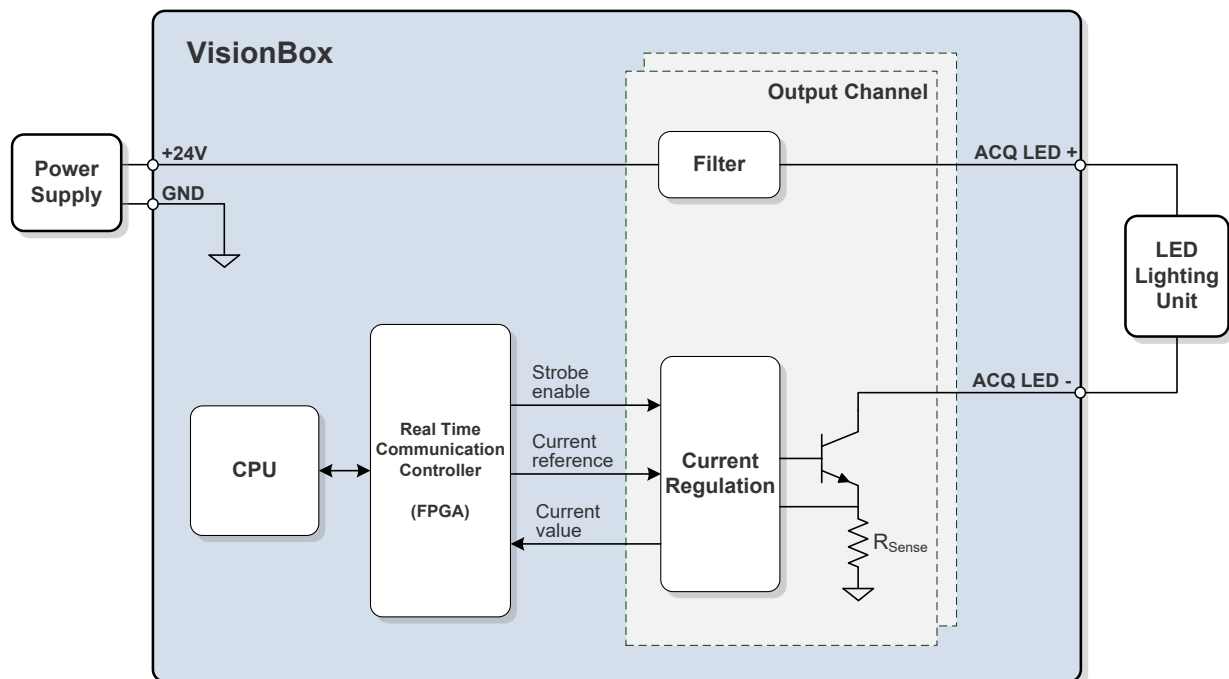 VisionBox
Output Channel
Power
Supply
+24V
GND
Filter
ACQ LED +
LED
Lighting
Unit
ACQ LED -
CPU
Real Time
Communication
Controller
(FPGA)
Strobe
enable
Current
reference
Current
value
Current
Regulation
RSense